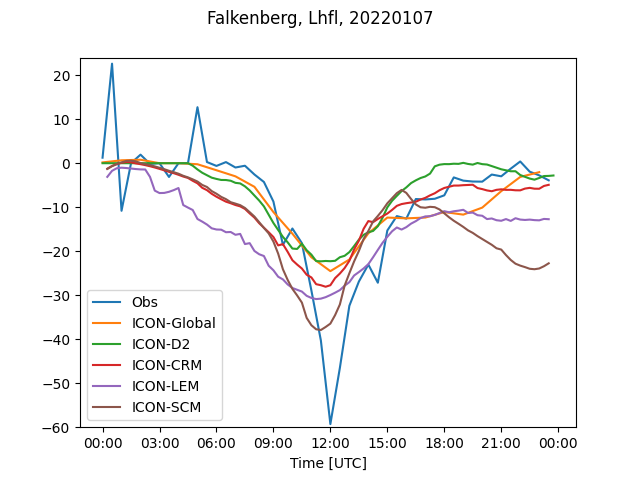 Falkenberg, Lhfl, 20220107
20
10
0
−10
−20
−30
−40
−50
−60
Obs
ICON-Global
ICON-D2
ICON-CRM
ICON-LEM
ICON-SCM
00:00 03:00 06:00 09:00 12:00 15:00 18:00 21:00 00:00
Time [UTC]